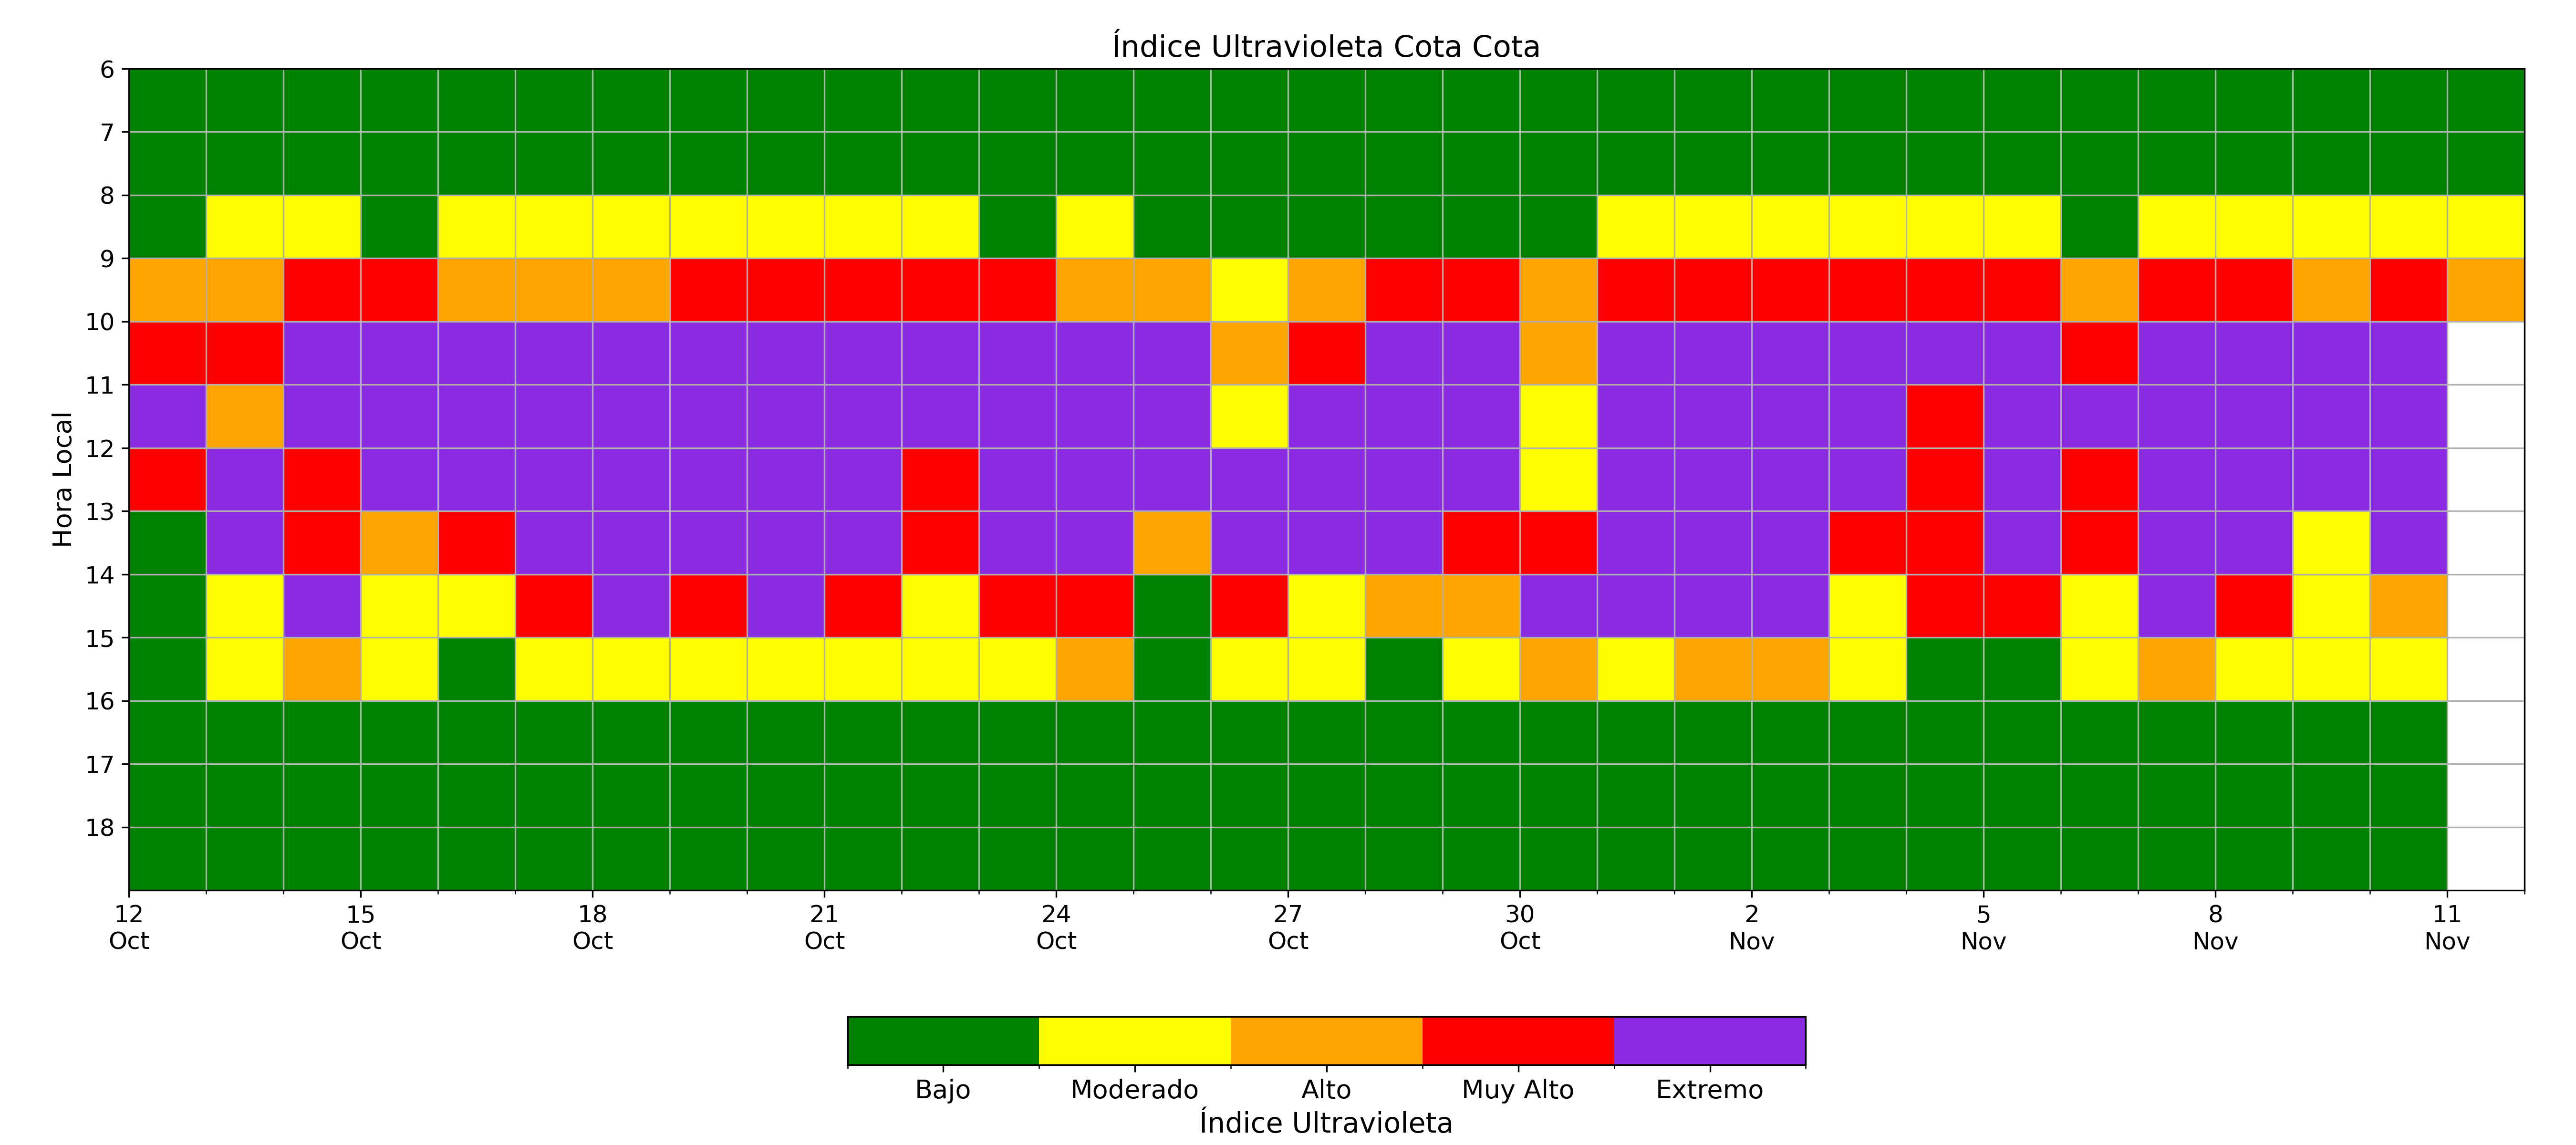 Índice Ultravioleta Cota Cota
Hora Local
6
7
8
9
10
11
12
13
14
15
16
17
18
12 15 18 21 24 27 30 2 5 8 11
Oct Oct Oct Oct Oct Oct Oct Nov Nov Nov Nov
Bajo Moderado Alto Muy Alto Extremo
Índice Ultravioleta